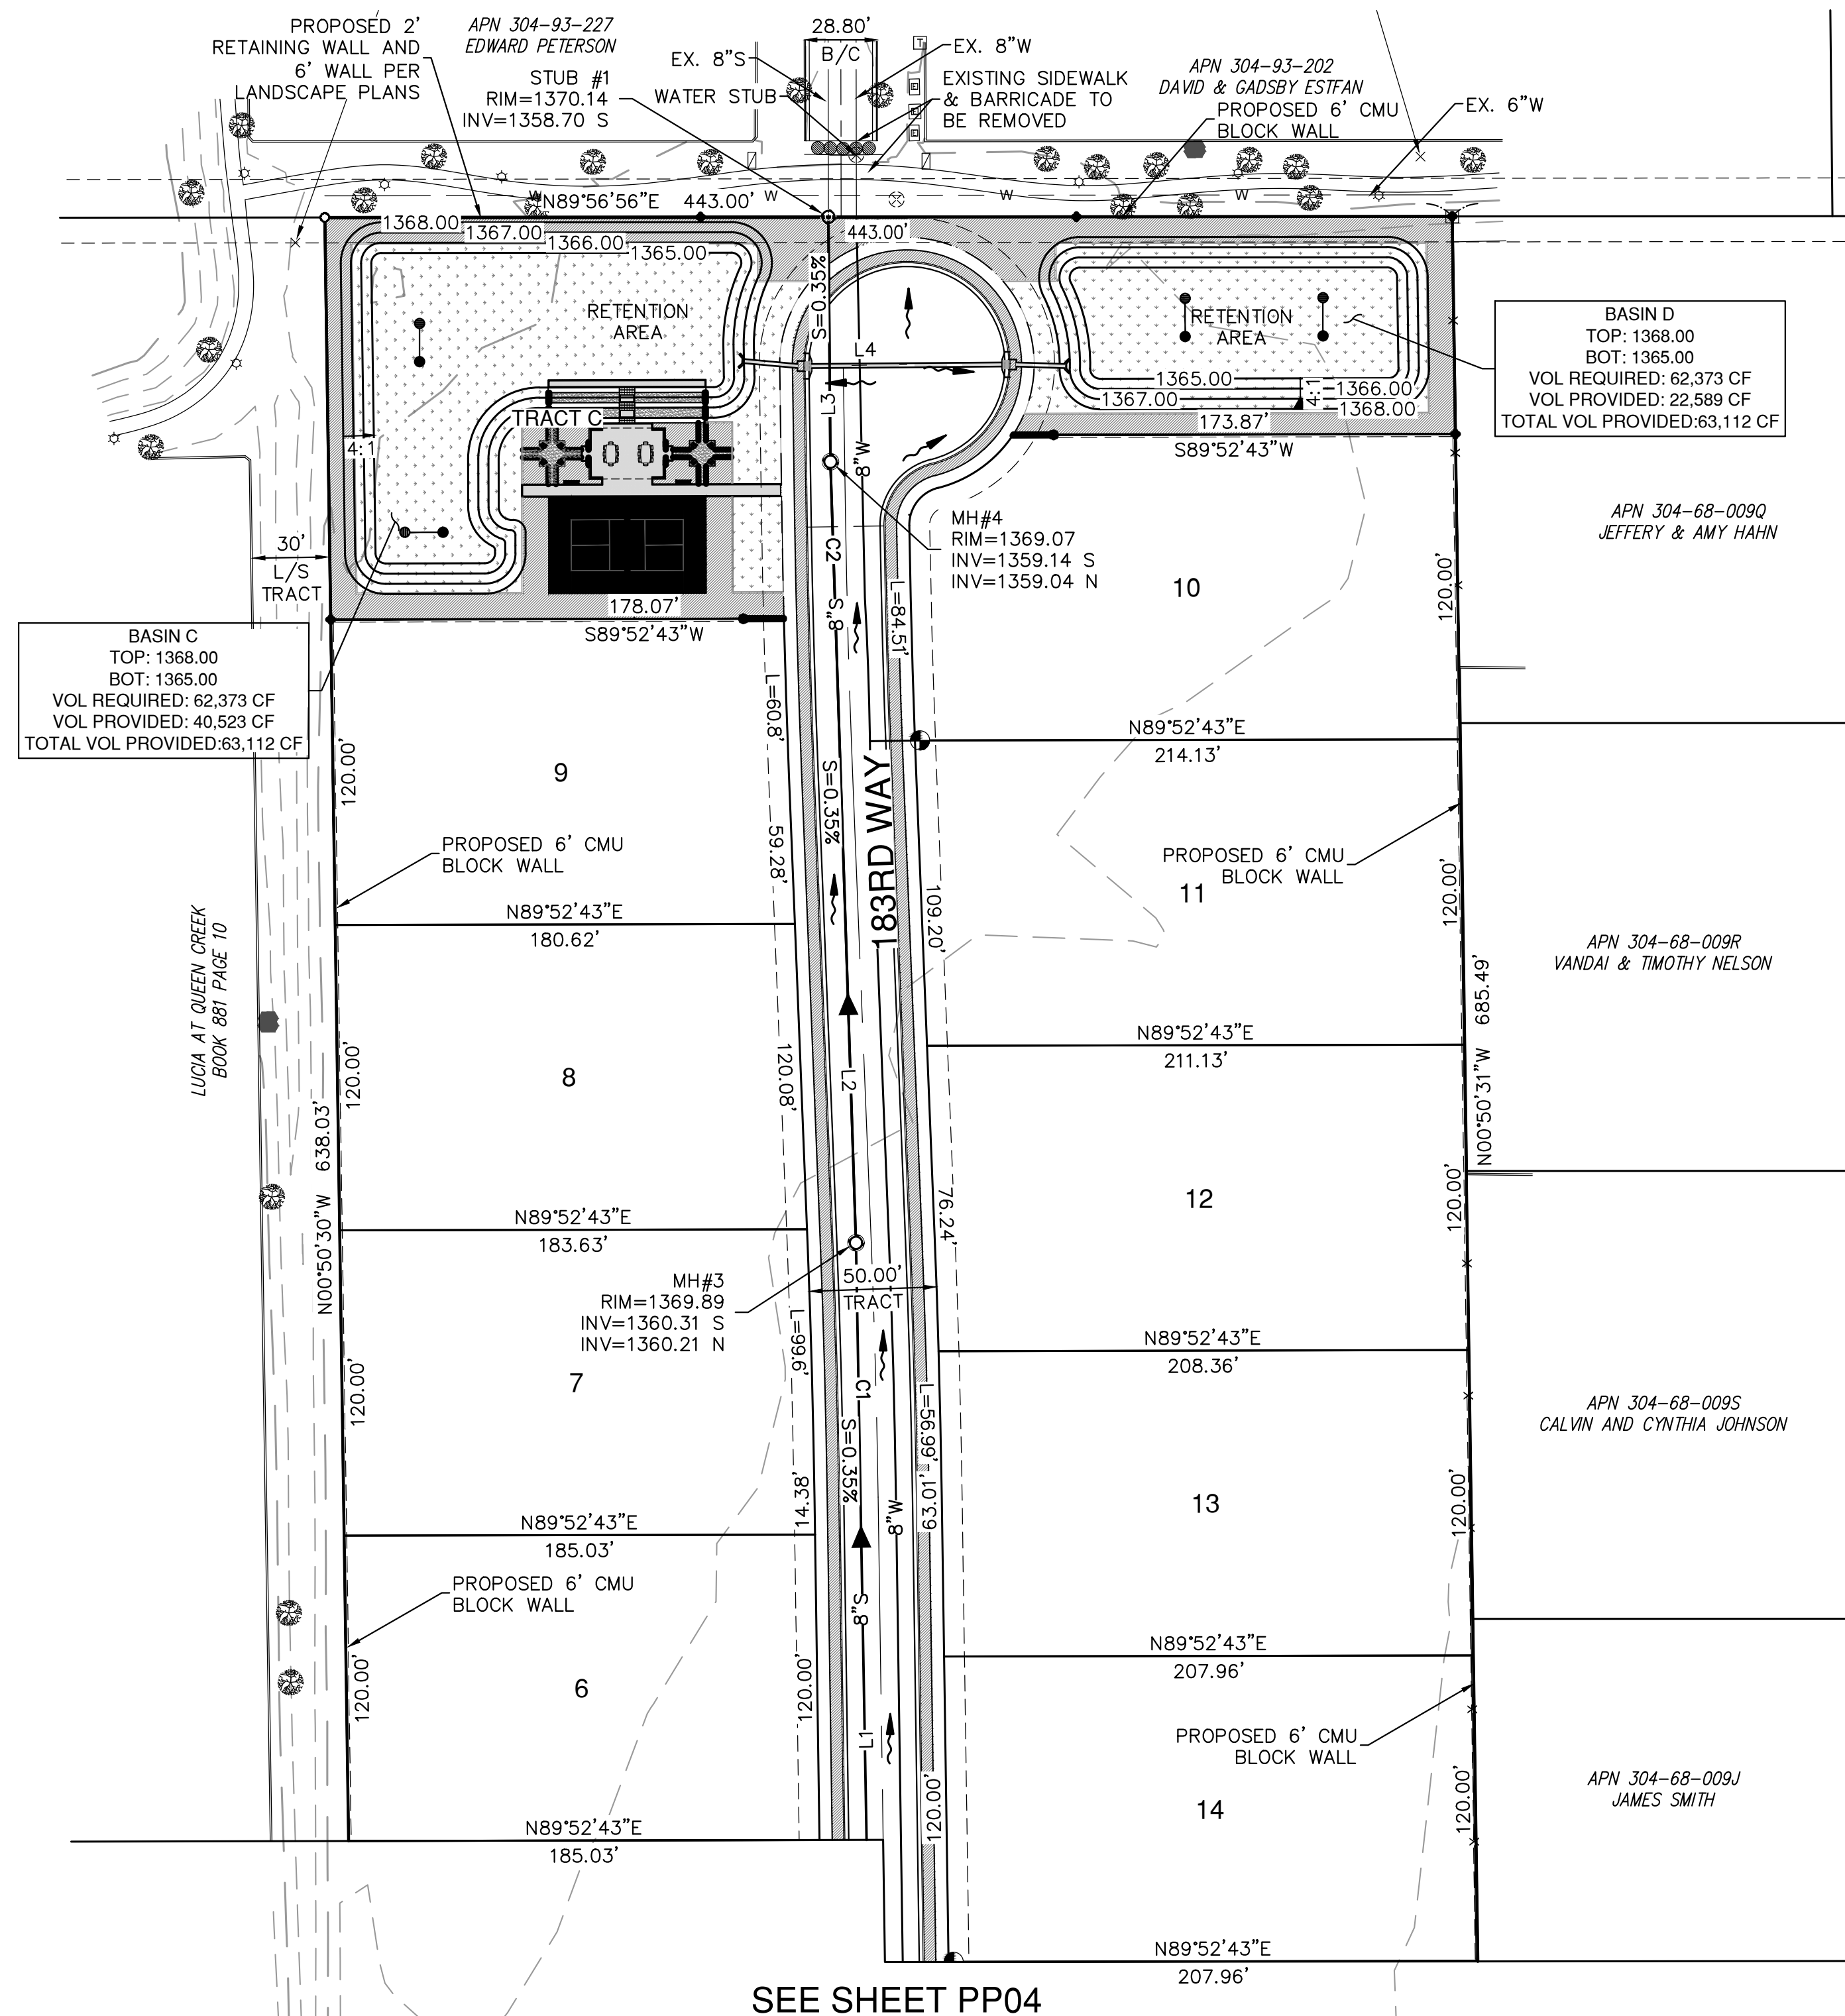 PROPOSED 2'
RETAINING WALL AND
6' WALL PER
LANDSCAPE PLANS
APN 304-93-227
EDWARD PETERSON
STUB #1
RIM=1370.14
INV=1358.70 S
EX. 8"S
WATER STUB
28.80'
B/C
EX. 8"W
EXISTING SIDEWALK
& BARRICADE TO
BE REMOVED
APN 304-93-202
DAVID & GADSBY ESTFAN
PROPOSED 6' CMU
BLOCK WALL
EX. 6"W
W
W
W
W
N89°56'56"E 443.00'
443.00'
1368.00
1367.00
1366.00
1365.00
RETENTION
AREA
S=0.35%
L4
L3
RETENTION
AREA
1365.00
1366.00
1367.00
1368.00
4:1
173.87'
S89°52'43"W
BASIN D
TOP: 1368.00
BOT: 1365.00
VOL REQUIRED: 62,373 CF
VOL PROVIDED: 22,589 CF
TOTAL VOL PROVIDED:63,112 CF
TRACT C
4:1
8"W
30'
L/S
TRACT
178.07'
S89°52'43"W
MH#4
RIM=1369.07
INV=1359.14 S
INV=1359.04 N
C2
8"S
L=84.51'
10
120.00'
APN 304-68-009Q
JEFFERY & AMY HAHN
BASIN C
TOP: 1368.00
BOT: 1365.00
VOL REQUIRED: 62,373 CF
VOL PROVIDED: 40,523 CF
TOTAL VOL PROVIDED:63,112 CF
L=60.8'
N89°52'43"E
214.13'
9
120.00'
59.28'
S=0.35%
183RD WAY
PROPOSED 6' CMU
BLOCK WALL
PROPOSED 6' CMU
BLOCK WALL
11
109.20'
120.00'
N89°52'43"E
180.62'
LUCIA AT QUEEN CREEK
BOOK 881 PAGE 10
APN 304-68-009R
VANDAI & TIMOTHY NELSON
N00°50'31"W 685.49'
N89°52'43"E
211.13'
8
120.00'
120.08'
L2
N00°50'30"W 638.03'
12
76.24'
120.00'
N89°52'43"E
183.63'
MH#3
RIM=1369.89
INV=1360.31 S
INV=1360.21 N
50.00'
TRACT
L=99.6'
N89°52'43"E
208.36'
7
120.00'
C1
L=56.99'
63.01'
S=0.35%
14.38'
8"W
13
120.00'
APN 304-68-009S
CALVIN AND CYNTHIA JOHNSON
N89°52'43"E
185.03'
PROPOSED 6' CMU
BLOCK WALL
8"S
N89°52'43"E
207.96'
6
120.00'
120.00'
L1
PROPOSED 6' CMU
BLOCK WALL
14
120.00'
120.00'
APN 304-68-009J
JAMES SMITH
N89°52'43"E
185.03'
N89°52'43"E
207.96'
SEE SHEET PP04